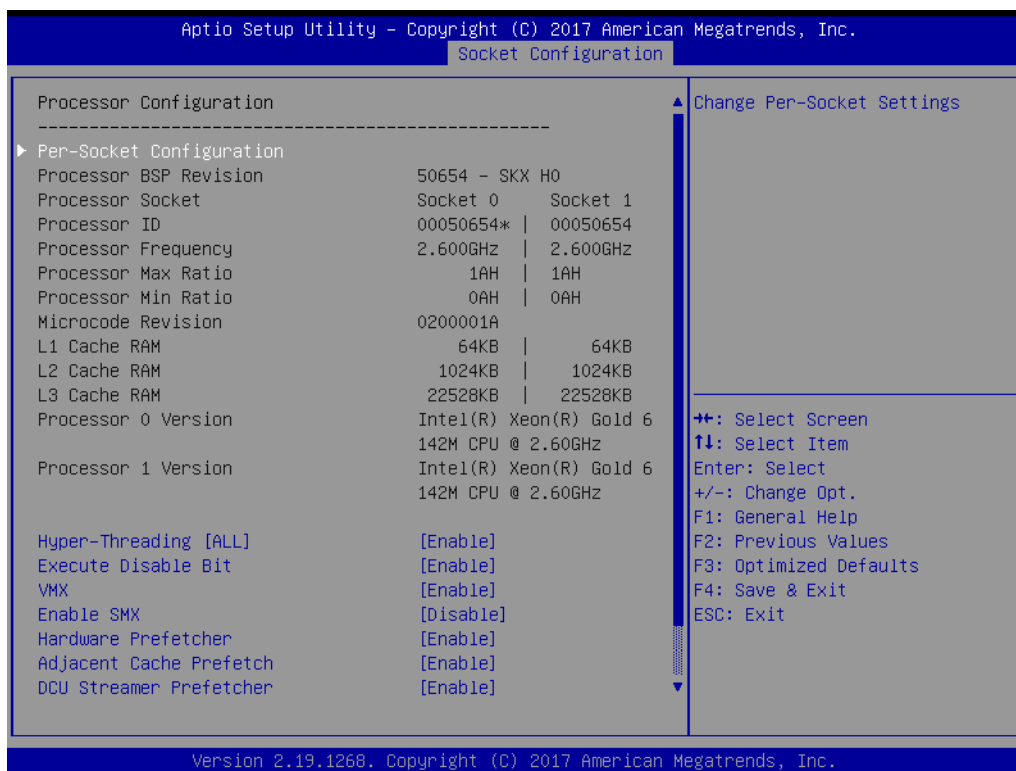 Aptio Setup Utility – Copyright (C) 2017 American Megatrends, Inc.
Socket Configuration
Processor Configuration
--------------------------------------------------
Per-Socket Configuration
Processor BSP Revision 50654 - SKX H0
Processor Socket Socket 0 Socket 1
Processor ID 00050654* | 00050654
Processor Frequency 2.600GHz | 2.600GHz
Processor Max Ratio 1AH | 1AH
Processor Min Ratio 0AH | 0AH
Microcode Revision 0200001A
L1 Cache RAM 64KB | 64KB
L2 Cache RAM 1024KB | 1024KB
L3 Cache RAM 22528KB | 22528KB
Processor 0 Version Intel(R) Xeon(R) Gold 6
142M CPU @ 2.60GHz
Processor 1 Version Intel(R) Xeon(R) Gold 6
142M CPU @ 2.60GHz
Hyper-Threading [ALL] [Enable]
Execute Disable Bit [Enable]
VMX [Enable]
Enable SMX [Disable]
Hardware Prefetcher [Enable]
Adjacent Cache Prefetch [Enable]
DCU Streamer Prefetcher [Enable]
Change Per-Socket Settings
→←: Select Screen
↑↓: Select Item
Enter: Select
+/-: Change Opt.
F1: General Help
F2: Previous Values
F3: Optimized Defaults
F4: Save & Exit
ESC: Exit
Version 2.19.1268. Copyright (C) 2017 American Megatrends, Inc.